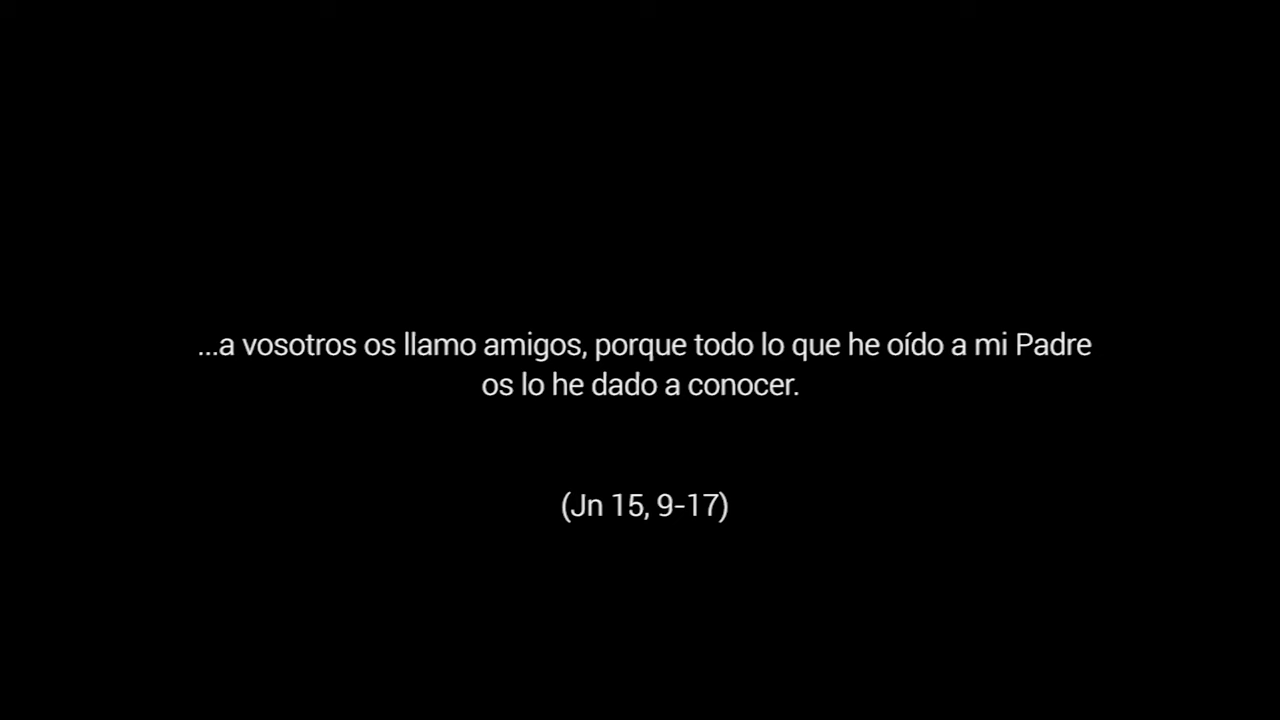 ...a vosotros os llamo amigos, porque todo lo que he oído a mi Padre
os lo he dado a conocer.
(Jn 15, 9-17)